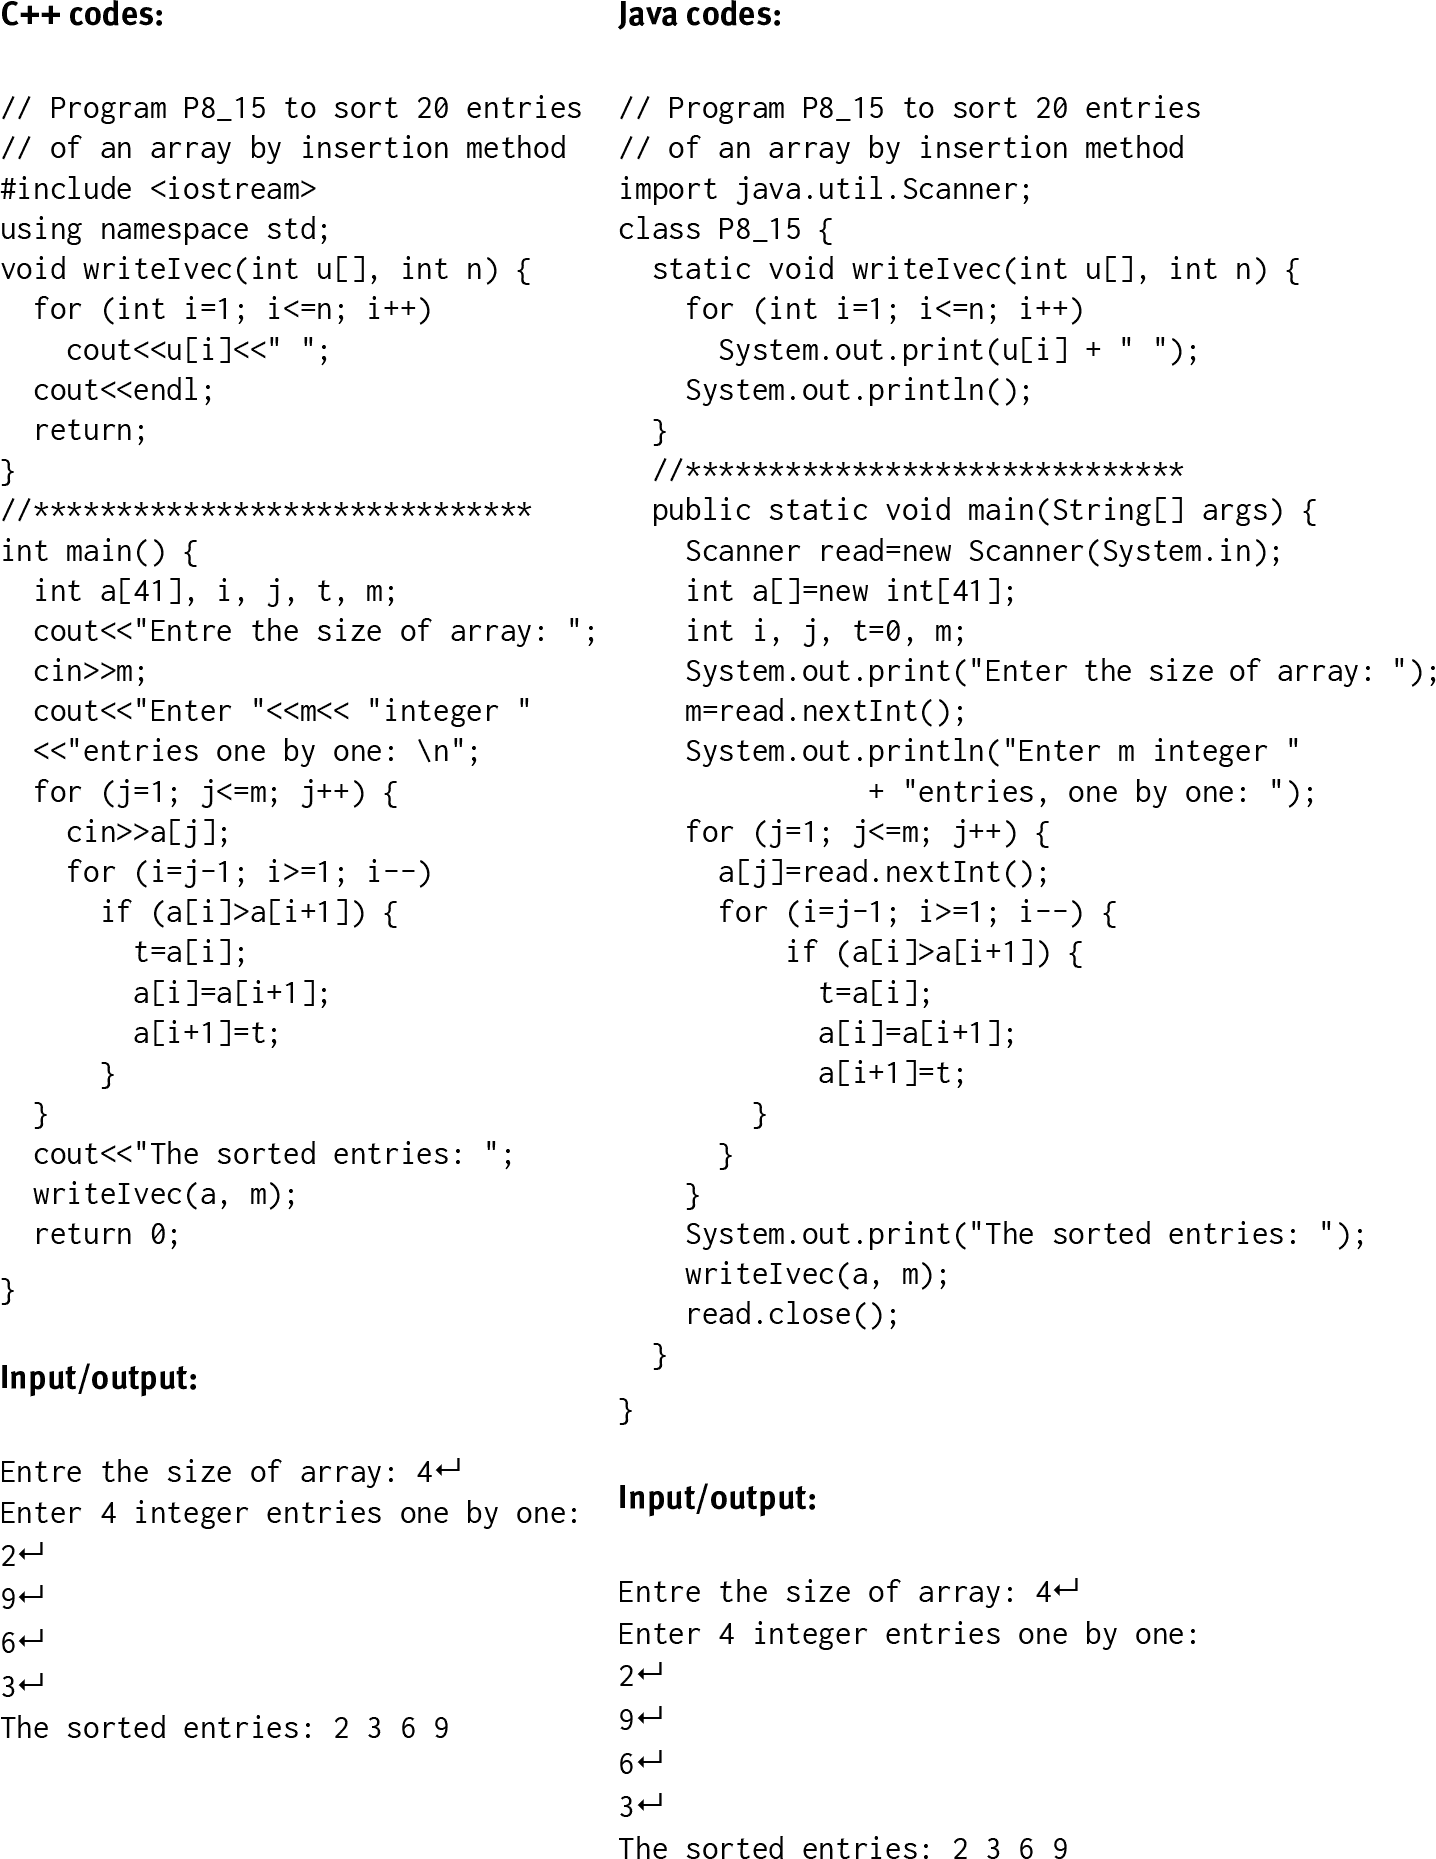 C++ codes:
// Program P8_15 to sort 20 entries
// of an array by insertion method
#include <iostream>
using namespace std;
void writeIvec(int u[], int n) {
  for (int i=1; i<=n; i++)
    cout<<u[i]<<" ";
  cout<<endl;
  return;
}
//******************************
int main() {
  int a[41], i, j, t, m;
  cout<<"Entre the size of array: ";
  cin>>m;
  cout<<"Enter "<<m<< "integer "
  <<"entries one by one: \n";
  for (j=1; j<=m; j++) {
    cin>>a[j];
    for (i=j-1; i>=1; i--)
      if (a[i]>a[i+1]) {
        t=a[i];
        a[i]=a[i+1];
        a[i+1]=t;
      }
  }
  cout<<"The sorted entries: ";
  writeIvec(a, m);
  return 0;
}
Input/output:
Entre the size of array: 4↵
Enter 4 integer entries one by one:
2↵
9↵
6↵
3↵
The sorted entries: 2 3 6 9
Java codes:
// Program P8_15 to sort 20 entries
// of an array by insertion method
import java.util.Scanner;
class P8_15 {
  static void writeIvec(int u[], int n) {
    for (int i=1; i<=n; i++)
      System.out.print(u[i] + " ");
    System.out.println();
  }
  //******************************
  public static void main(String[] args) {
    Scanner read=new Scanner(System.in);
    int a[]=new int[41];
    int i, j, t=0, m;
    System.out.print("Enter the size of array: ");
    m=read.nextInt();
    System.out.println("Enter m integer "
               + "entries, one by one: ");
    for (j=1; j<=m; j++) {
      a[j]=read.nextInt();
      for (i=j-1; i>=1; i--) {
          if (a[i]>a[i+1]) {
            t=a[i];
            a[i]=a[i+1];
            a[i+1]=t;
        }
      }
    }
    System.out.print("The sorted entries: ");
    writeIvec(a, m);
    read.close();
  }
}
Input/output:
Entre the size of array: 4↵
Enter 4 integer entries one by one:
2↵
9↵
6↵
3↵
The sorted entries: 2 3 6 9